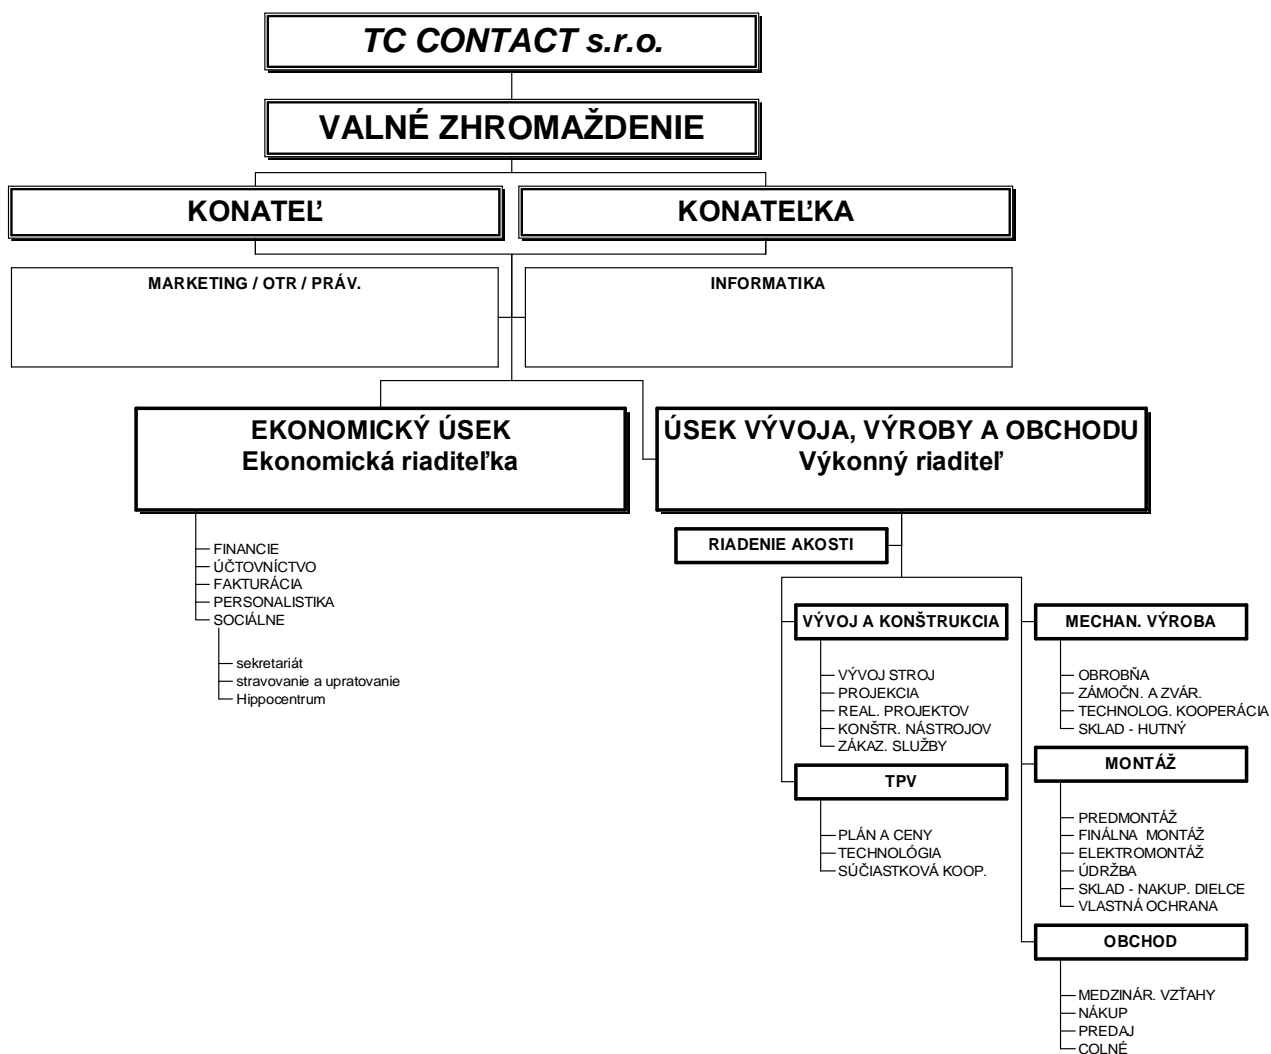 TC CONTACT s.r.o.
VALNÉ ZHROMAŽDENIE
KONATEĽ
KONATEĽKA
MARKETING / OTR / PRÁV.
INFORMATIKA
EKONOMICKÝ ÚSEK
Ekonomická riaditeľka
ÚSEK VÝVOJA, VÝROBY A OBCHODU
Výkonný riaditeľ
FINANCIE
ÚČTOVNÍCTVO
FAKTURÁCIA
PERSONALISTIKA
SOCIÁLNE
sekretariát
stravovanie a upratovanie
Hippocentrum
RIADENIE AKOSTI
VÝVOJ A KONŠTRUKCIA
VÝVOJ STROJ
PROJEKCIA
REAL. PROJEKTOV
KONŠTR. NÁSTROJOV
ZÁKAZ. SLUŽBY
TPV
PLÁN A CENY
TECHNOLÓGIA
SÚČIASTKOVÁ KOOP.
MECHAN. VÝROBA
OBROBŇA
ZÁMOČN. A ZVÁR.
TECHNOLOG. KOOPERÁCIA
SKLAD - HUTNÝ
MONTÁŽ
PREDMONTÁŽ
FINÁLNA MONTÁŽ
ELEKTROMONTÁŽ
ÚDRŽBA
SKLAD - NAKUP. DIELCE
VLASTNÁ OCHRANA
OBCHOD
MEDZINÁR. VZŤAHY
NÁKUP
PREDAJ
COLNÉ